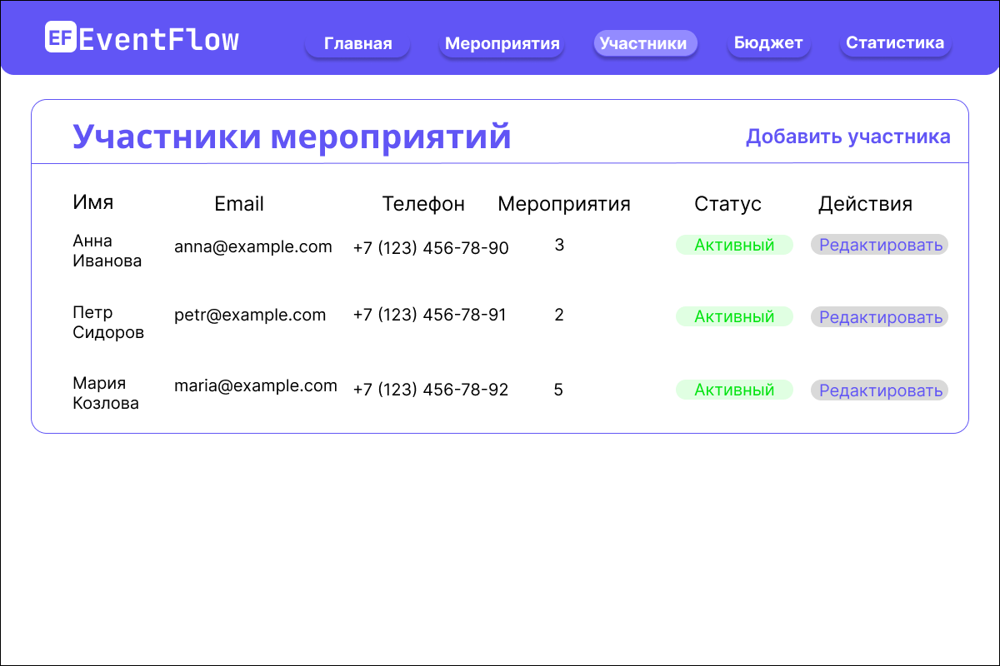 EF EventFlow Главная Мероприятия Участники Бюджет Статистика
Участники мероприятий Добавить участника
Имя Email Телефон Мероприятия Статус Действия
Анна
Иванова anna@example.com +7 (123) 456-78-90 3 Активный Редактировать
Петр
Сидоров petr@example.com +7 (123) 456-78-91 2 Активный Редактировать
Мария
Козлова maria@example.com +7 (123) 456-78-92 5 Активный Редактировать